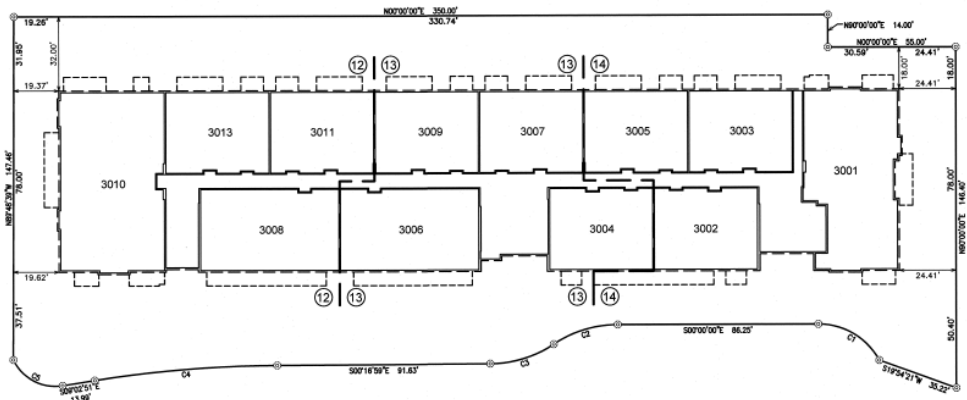 N00°00'00"E 350.00'
19.26' 330.74'
N90°00'00"E 14.00'
N00°00'00"E 55.00'
30.59' 24.41'
31.95' 32.00' 18.00' 18.00'
12 13 13 14
19.37' 24.41'
3013 3011 3009 3007 3005 3003
3010 3001
N89°48'39"W 147.46'
78.00' 78.00'
N90°00'00"E 146.40'
3008 3006 3004 3002
19.62' 24.41'
12 13 13 14
37.51' 50.40'
S00°00'00"E 86.25'
C2 C1
C3
S00°16'59"E 91.63'
C4
C5
S09°02'51"E
13.99'
S19°54'21"W 35.22'